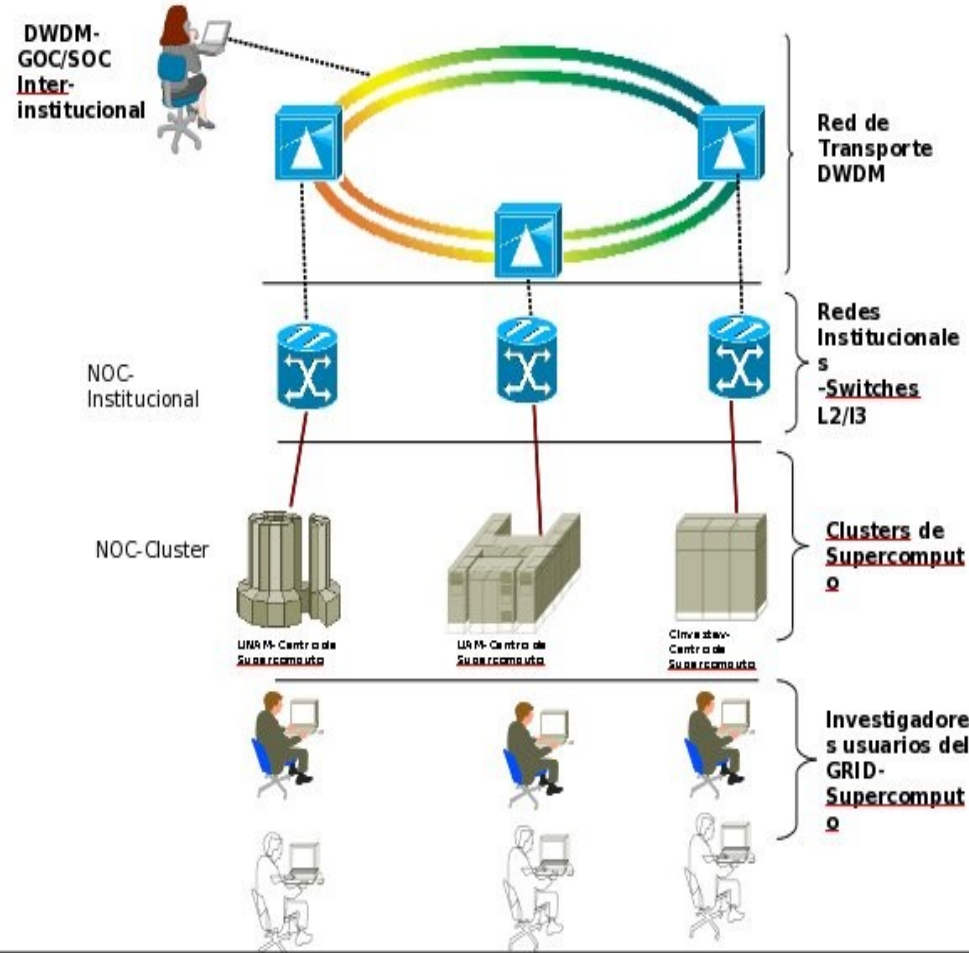 DWDM-
GOC/SOC
Inter-
institucional
Red de
Transporte
DWDM
NOC-
Institucional
Redes
Institucionale
s
-Switches
L2/l3
NOC-Cluster
Clusters de
Supercomput
o
UNAM-Centro de
Supercomputo
UAM-Centro de
Supercomputo
Cinvestav-
Centro de
Supercomputo
Investigadore
s usuarios del
GRID-
Supercomput
o